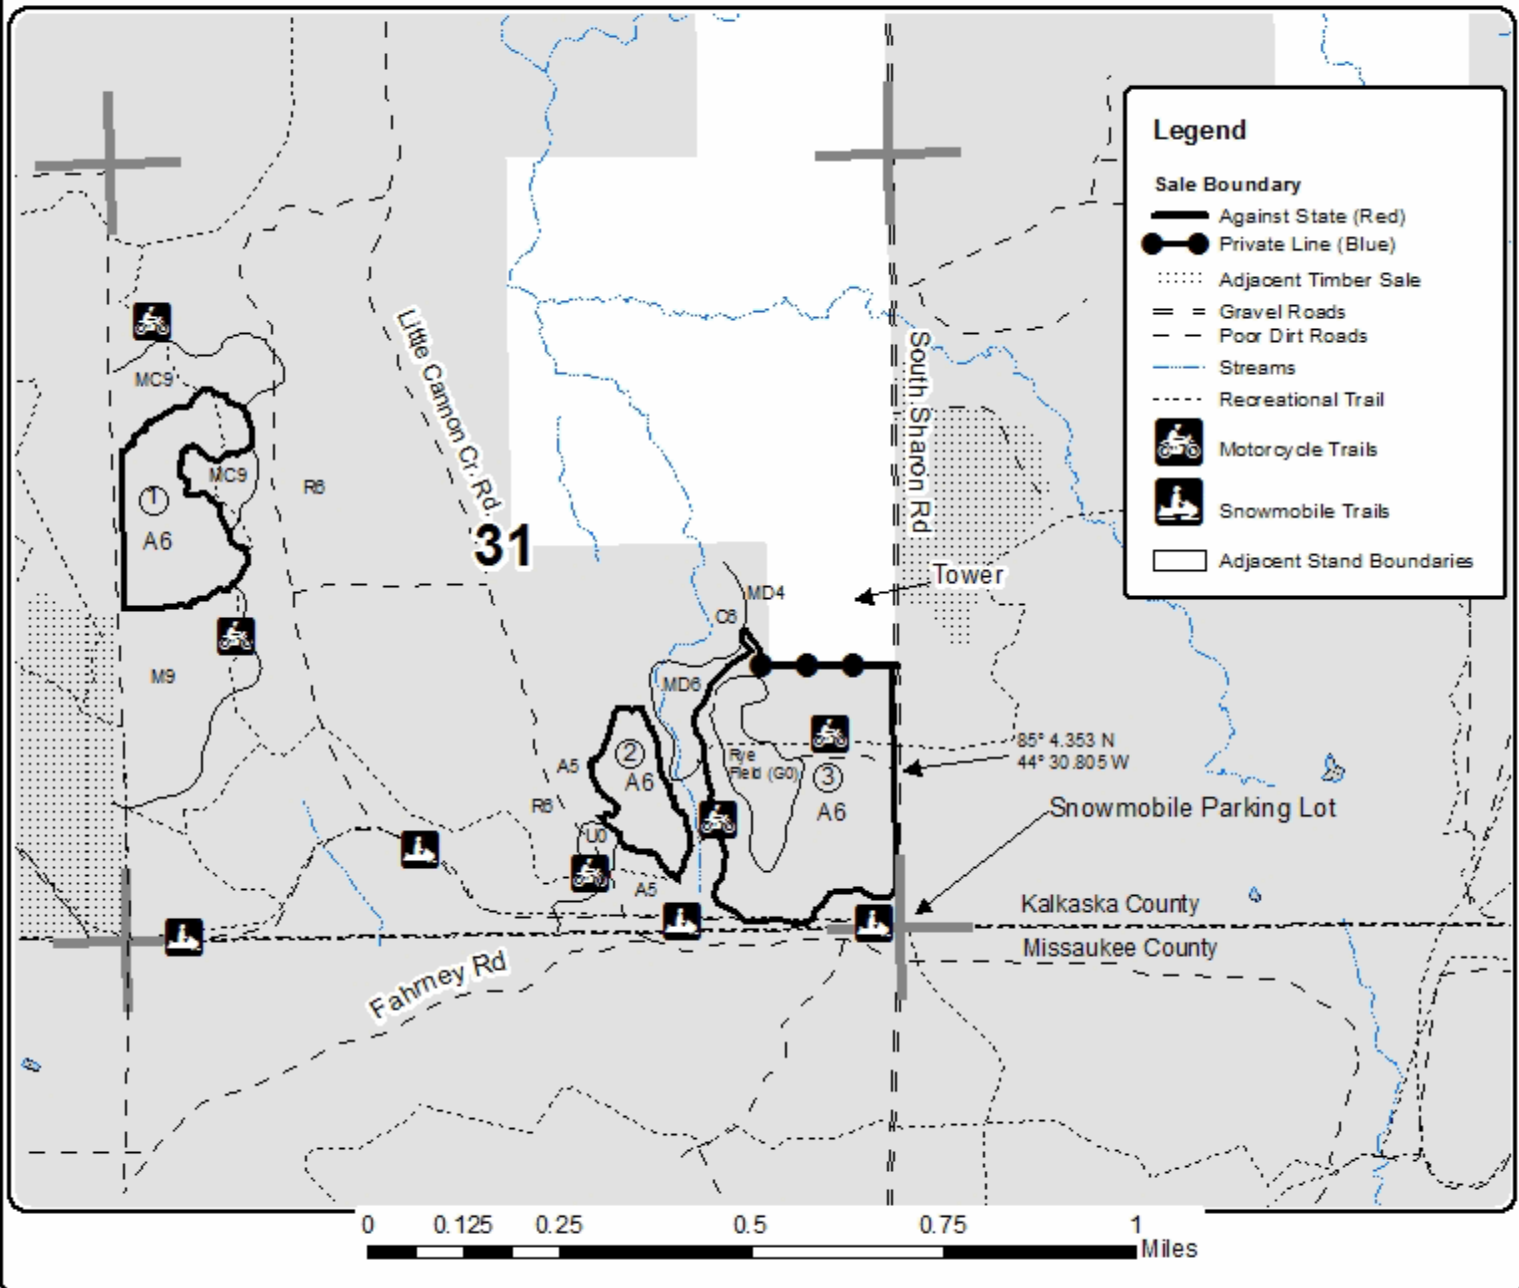 Legend
Sale Boundary
Against State (Red)
Private Line (Blue)
Adjacent Timber Sale
Gravel Roads
Poor Dirt Roads
Streams
Recreational Trail
Motorcycle Trails
Snowmobile Trails
Adjacent Stand Boundaries
MC9
MC9
1
A6
R6
Little Cannon Cr. Rd.
31
South Sharon Rd
Tower
MD4
C6
M9
MD6
2
A6
A5
R6
U0
A5
Rye
Field (G0)
3
A6
85° 4.353 N
44° 30.805 W
Snowmobile Parking Lot
Kalkaska County
Missaukee County
Fahrney Rd
0 0.125 0.25 0.5 0.75 1
Miles